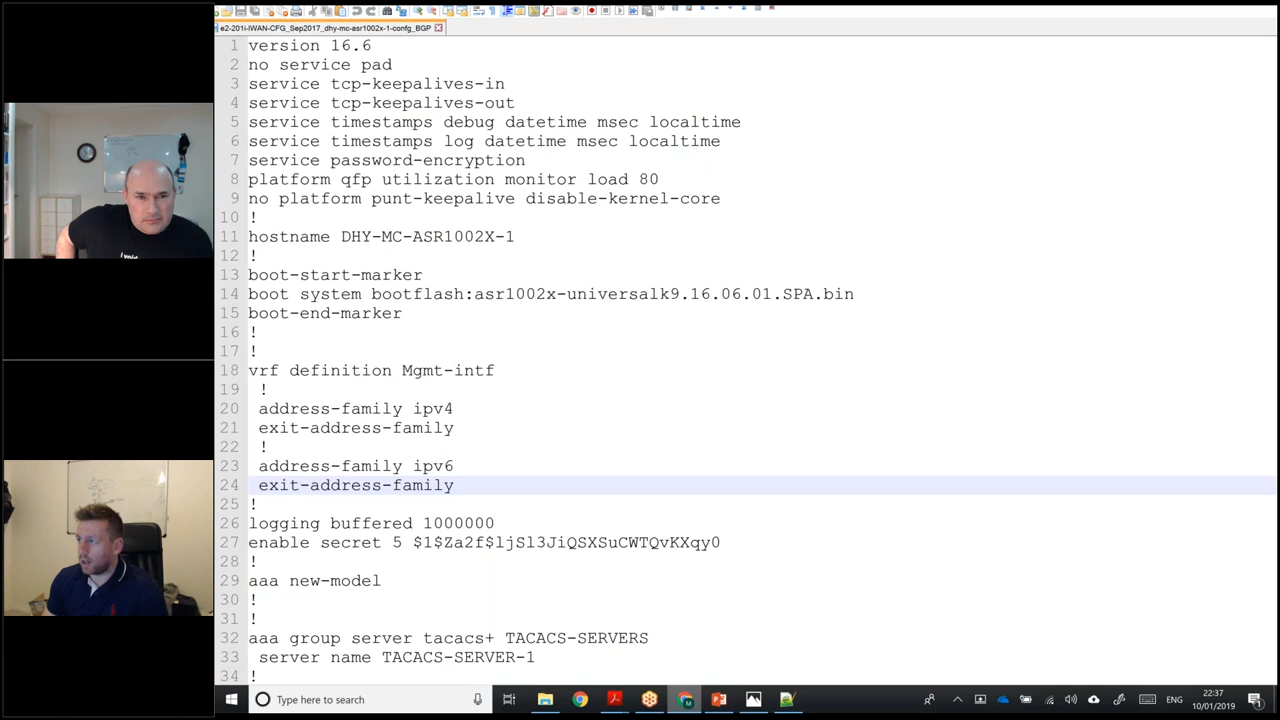 e2-201i-IWAN-CFG_Sep2017_dhy-mc-asr1002x-1-confg_BGP
1 version 16.6
2 no service pad
3 service tcp-keepalives-in
4 service tcp-keepalives-out
5 service timestamps debug datetime msec localtime
6 service timestamps log datetime msec localtime
7 service password-encryption
8 platform qfp utilization monitor load 80
9 no platform punt-keepalive disable-kernel-core
10 !
11 hostname DHY-MC-ASR1002X-1
12 !
13 boot-start-marker
14 boot system bootflash:asr1002x-universalk9.16.06.01.SPA.bin
15 boot-end-marker
16 !
17 !
18 vrf definition Mgmt-intf
19 !
20 address-family ipv4
21 exit-address-family
22 !
23 address-family ipv6
24 exit-address-family
25 !
26 logging buffered 1000000
27 enable secret 5 $1$Za2f$ljSl3JiQSXSuCWTQvKXqy0
28 !
29 aaa new-model
30 !
31 !
32 aaa group server tacacs+ TACACS-SERVERS
33 server name TACACS-SERVER-1
34 !
Type here to search
ENG
22:37
10/01/2019